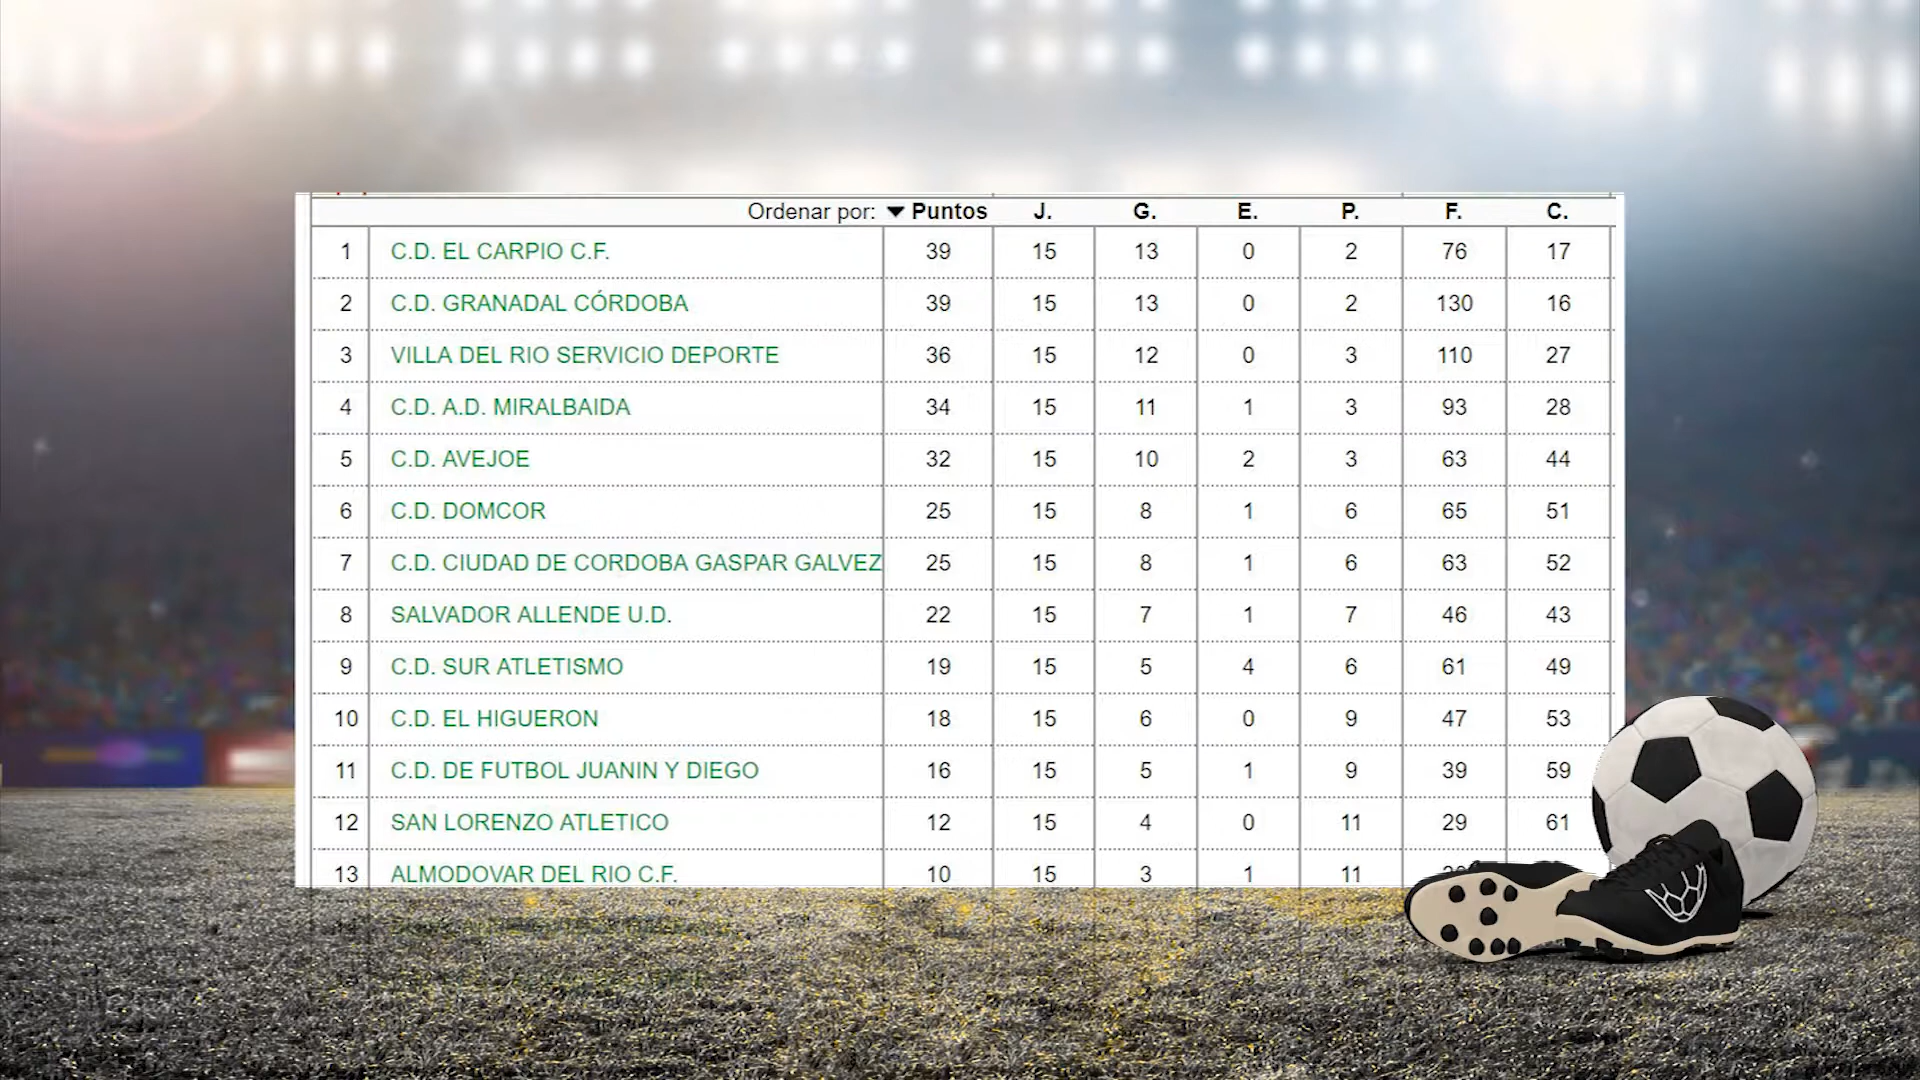 Ordenar por: ▼ Puntos J. G. E. P. F. C.
1 C.D. EL CARPIO C.F. 39 15 13 0 2 76 17
2 C.D. GRANADAL CÓRDOBA 39 15 13 0 2 130 16
3 VILLA DEL RIO SERVICIO DEPORTE 36 15 12 0 3 110 27
4 C.D. A.D. MIRALBAIDA 34 15 11 1 3 93 28
5 C.D. AVEJOE 32 15 10 2 3 63 44
6 C.D. DOMCOR 25 15 8 1 6 65 51
7 C.D. CIUDAD DE CORDOBA GASPAR GALVEZ 25 15 8 1 6 63 52
8 SALVADOR ALLENDE U.D. 22 15 7 1 7 46 43
9 C.D. SUR ATLETISMO 19 15 5 4 6 61 49
10 C.D. EL HIGUERON 18 15 6 0 9 47 53
11 C.D. DE FUTBOL JUANIN Y DIEGO 16 15 5 1 9 39 59
12 SAN LORENZO ATLETICO 12 15 4 0 11 29 61
13 ALMODOVAR DEL RIO C.F. 10 15 3 1 11